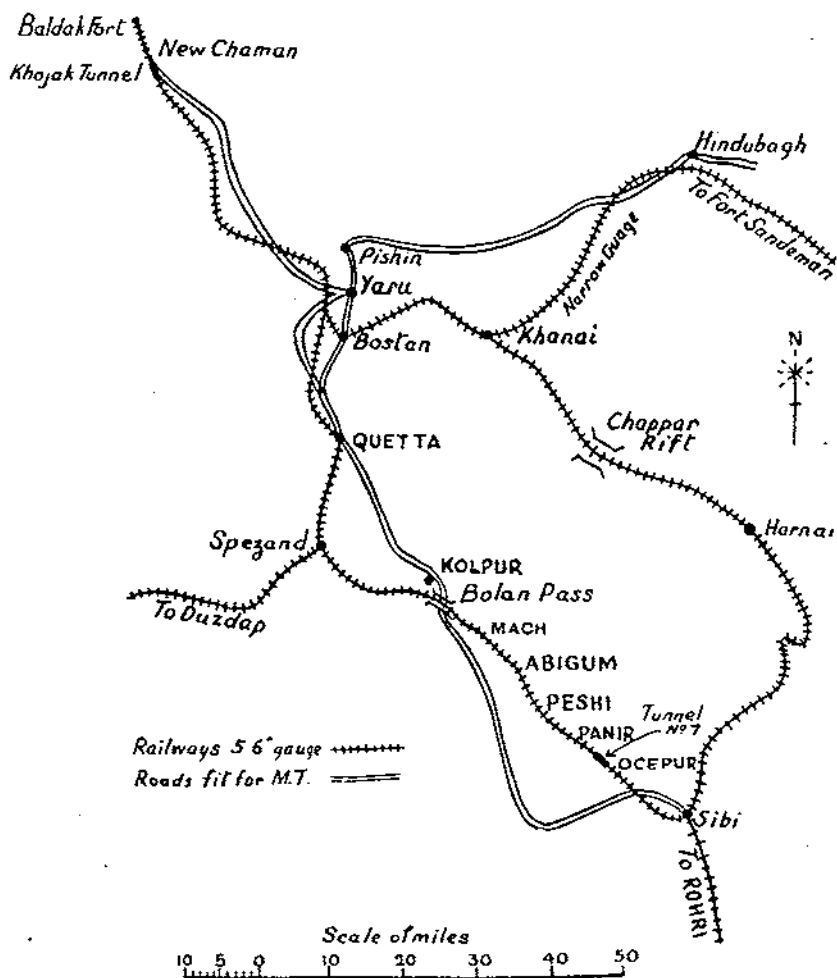 Baldak Fort
New Chaman
Khojak Tunnel
Hindubagh
To Fort Sandeman
Pishin
Narrow Guage
Yaru
Bostan
Khanai
N
Chappar
Rift
QUETTA
Harnai
Spezand
KOLPUR
Bolan Pass
To Duzdap
MACH
ABIGUM
PESHI
Tunnel
No 7
PANIR
OCEPUR
Railways 5 6" gauge
Roads fit for M.T.
Sibi
To ROHRI
Scale of miles
10 5 0 10 20 30 40 50